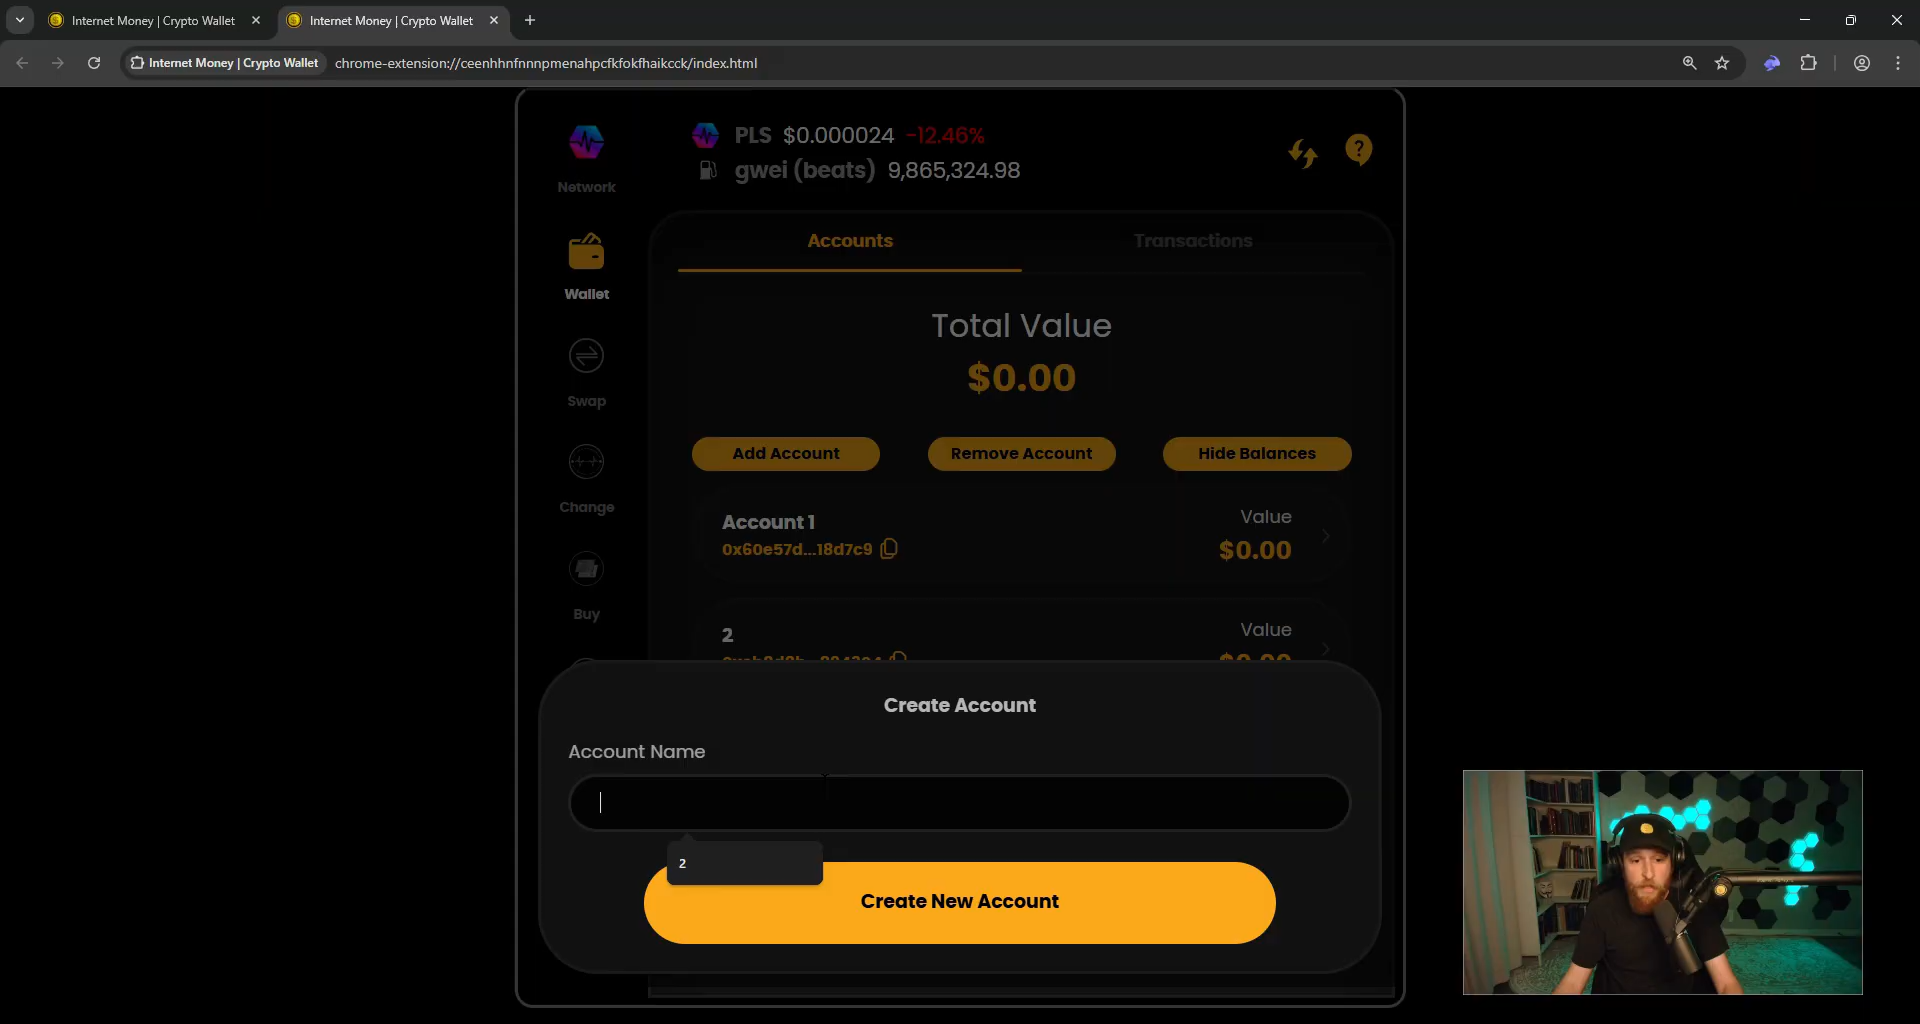 Internet Money | Crypto Wallet
Internet Money | Crypto Wallet
Internet Money | Crypto Wallet
chrome-extension://ceenhhnfnnnpmenahpcfkfokfhaikcck/index.html
PLS $0.000024 -12.46%
gwei (beats) 9,865,324.98
Network
Accounts
Transactions
Wallet
Total Value
$0.00
Swap
Add Account
Remove Account
Hide Balances
Change
Account 1
0x60e57d...18d7c9
Value
$0.00
Buy
2
Value
$0.00
Create Account
Account Name
2
Create New Account